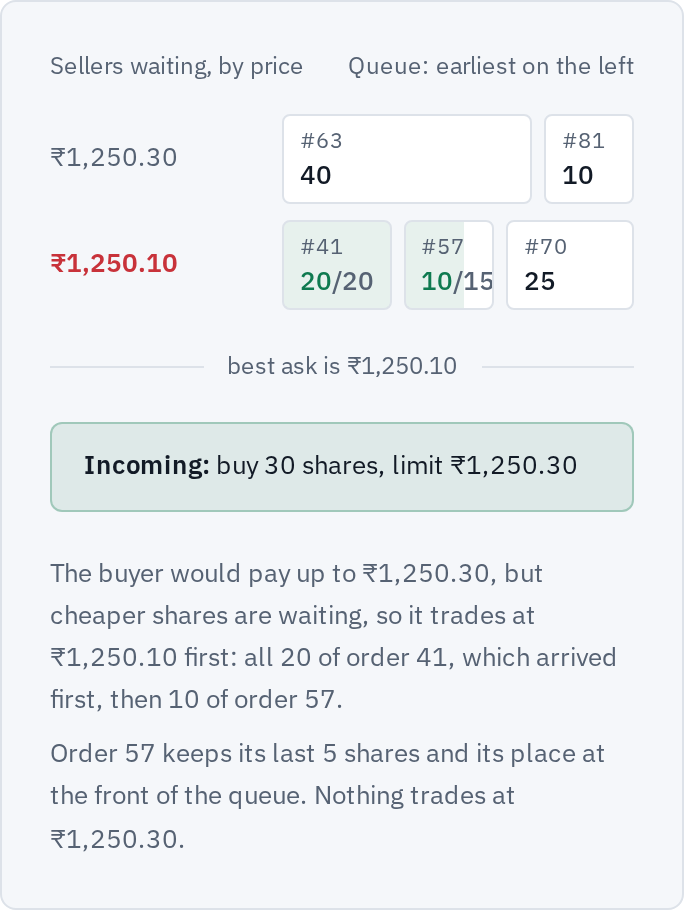 Sellers waiting, by price
Queue: earliest on the left
₹1,250.30
#63
40
#81
10
₹1,250.10
#41
20/20
#57
10/15
#70
25
best ask is ₹1,250.10
Incoming: buy 30 shares, limit ₹1,250.30
The buyer would pay up to ₹1,250.30, but
cheaper shares are waiting, so it trades at
₹1,250.10 first: all 20 of order 41, which arrived
first, then 10 of order 57.
Order 57 keeps its last 5 shares and its place at
the front of the queue. Nothing trades at
₹1,250.30.